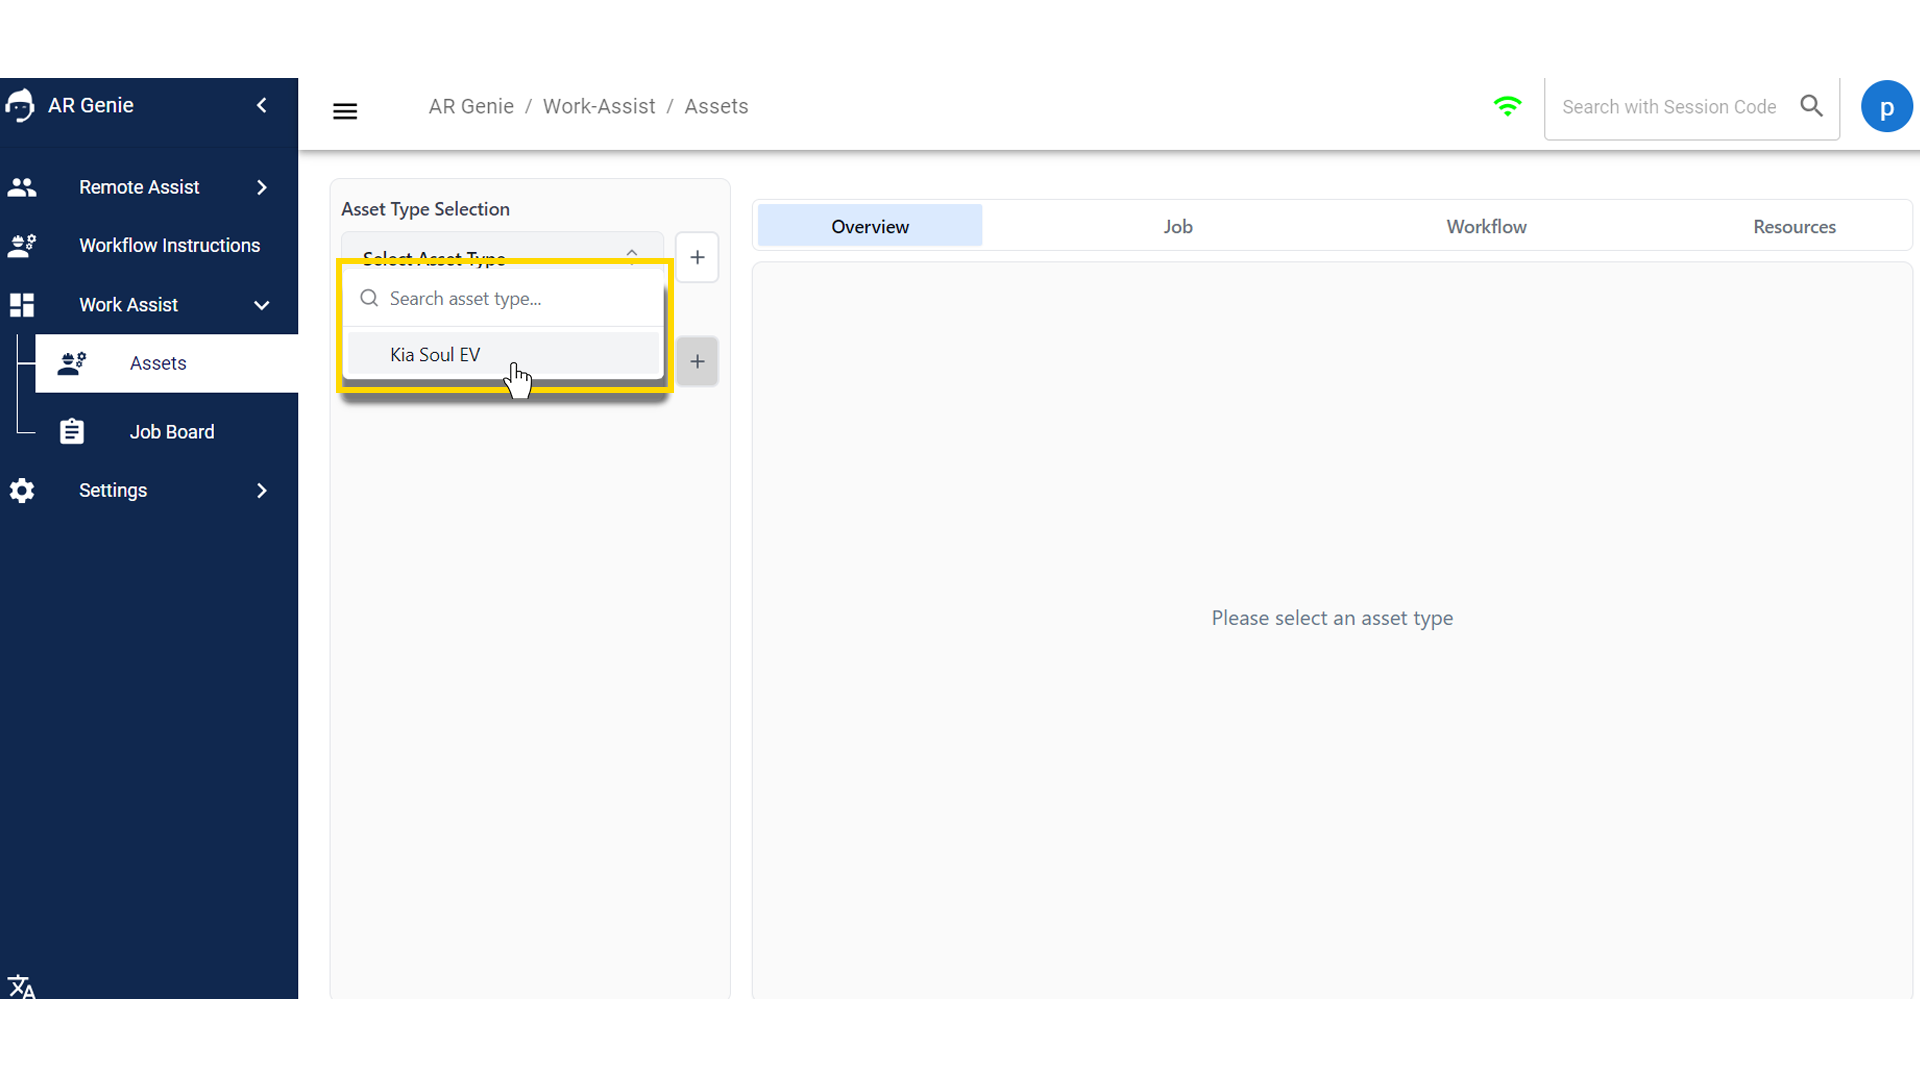 AR Genie
Remote Assist
Workflow Instructions
Work Assist
Assets
Job Board
Settings
AR Genie / Work-Assist / Assets
Search with Session Code
p
Asset Type Selection
Select Asset Type
Search asset type...
Kia Soul EV
Overview
Job
Workflow
Resources
Please select an asset type